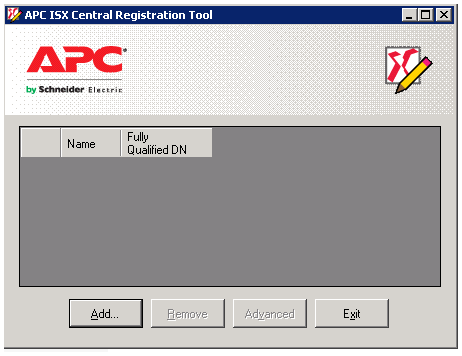 APC ISX Central Registration Tool
APC
by Schneider Electric
Name
Fully
Qualified DN
Add...
Remove
Advanced
Exit